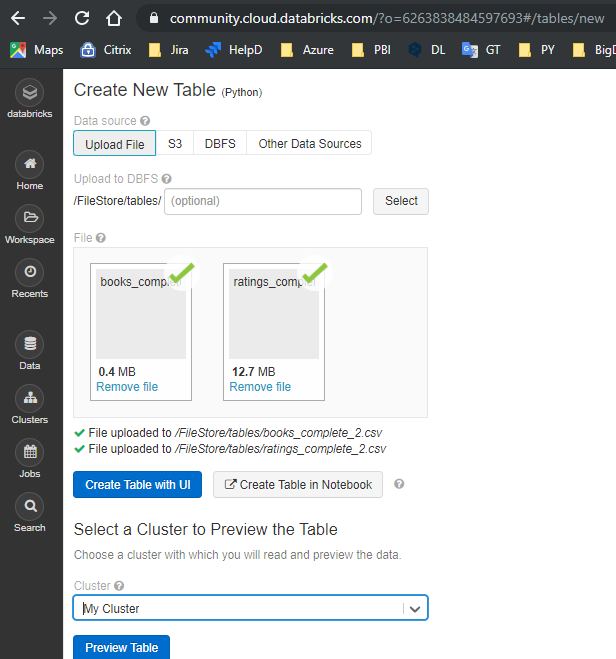 community.cloud.databricks.com/?o=6263838484597693#/tables/new
Maps Citrix Jira HelpD Azure PBI DL GT PY BigD
databricks
Home
Workspace
Recents
Data
Clusters
Jobs
Search
Create New Table (Python)
Data source
Upload File S3 DBFS Other Data Sources
Upload to DBFS
/FileStore/tables/ (optional) Select
File
books_comple ratings_comple
0.4 MB 12.7 MB
Remove file Remove file
File uploaded to /FileStore/tables/books_complete_2.csv
File uploaded to /FileStore/tables/ratings_complete_2.csv
Create Table with UI Create Table in Notebook
Select a Cluster to Preview the Table
Choose a cluster with which you will read and preview the data.
Cluster
My Cluster
Preview Table